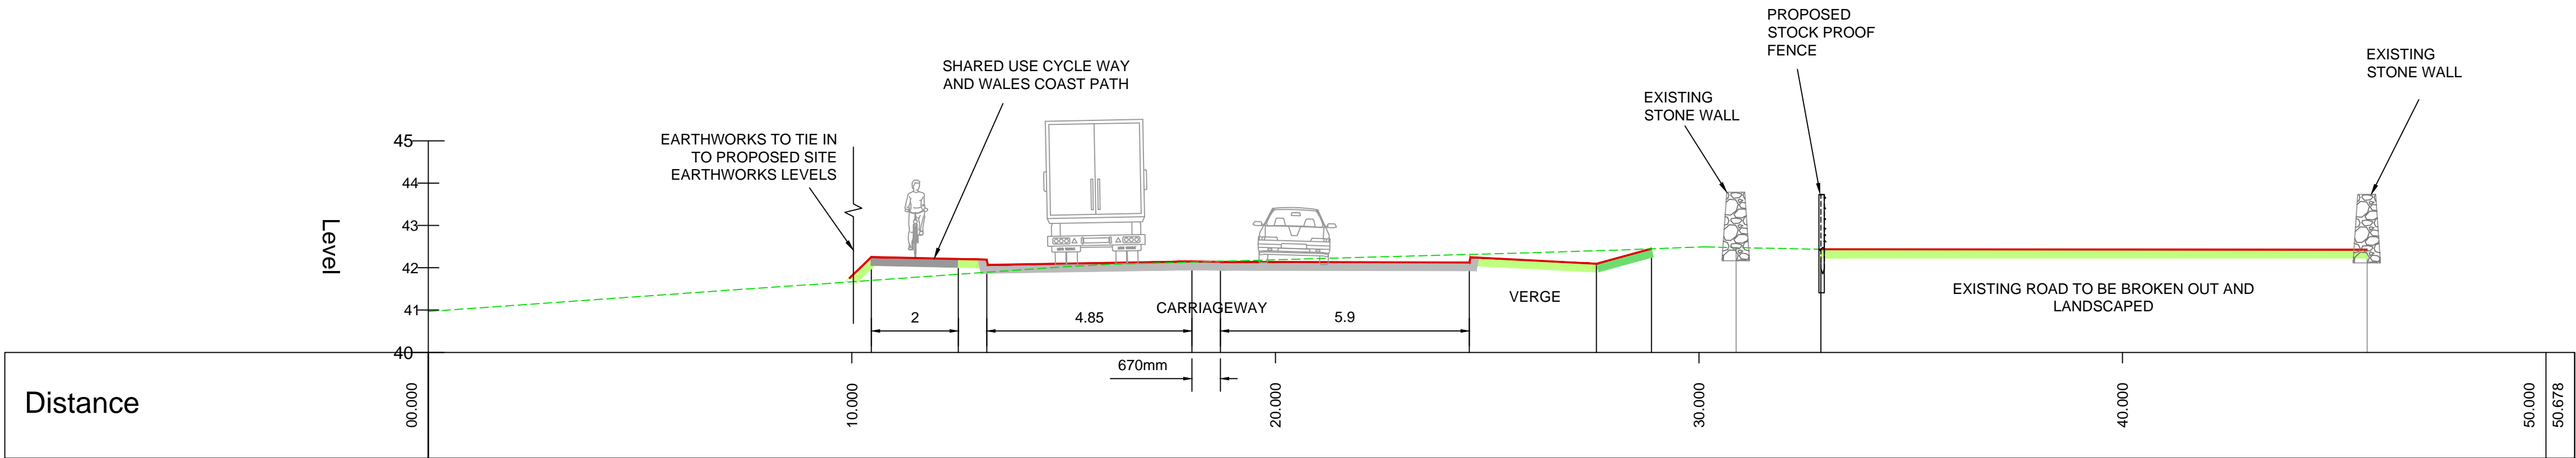 PROPOSED
STOCK PROOF
FENCE
EXISTING
STONE WALL
SHARED USE CYCLE WAY
AND WALES COAST PATH
EXISTING
STONE WALL
EARTHWORKS TO TIE IN
TO PROPOSED SITE
EARTHWORKS LEVELS
45
44
43
42
41
40
Level
EXISTING ROAD TO BE BROKEN OUT AND
LANDSCAPED
VERGE
CARRIAGEWAY
2
4.85
5.9
670mm
Distance
00.000
10.000
20.000
30.000
40.000
50.000
50.678